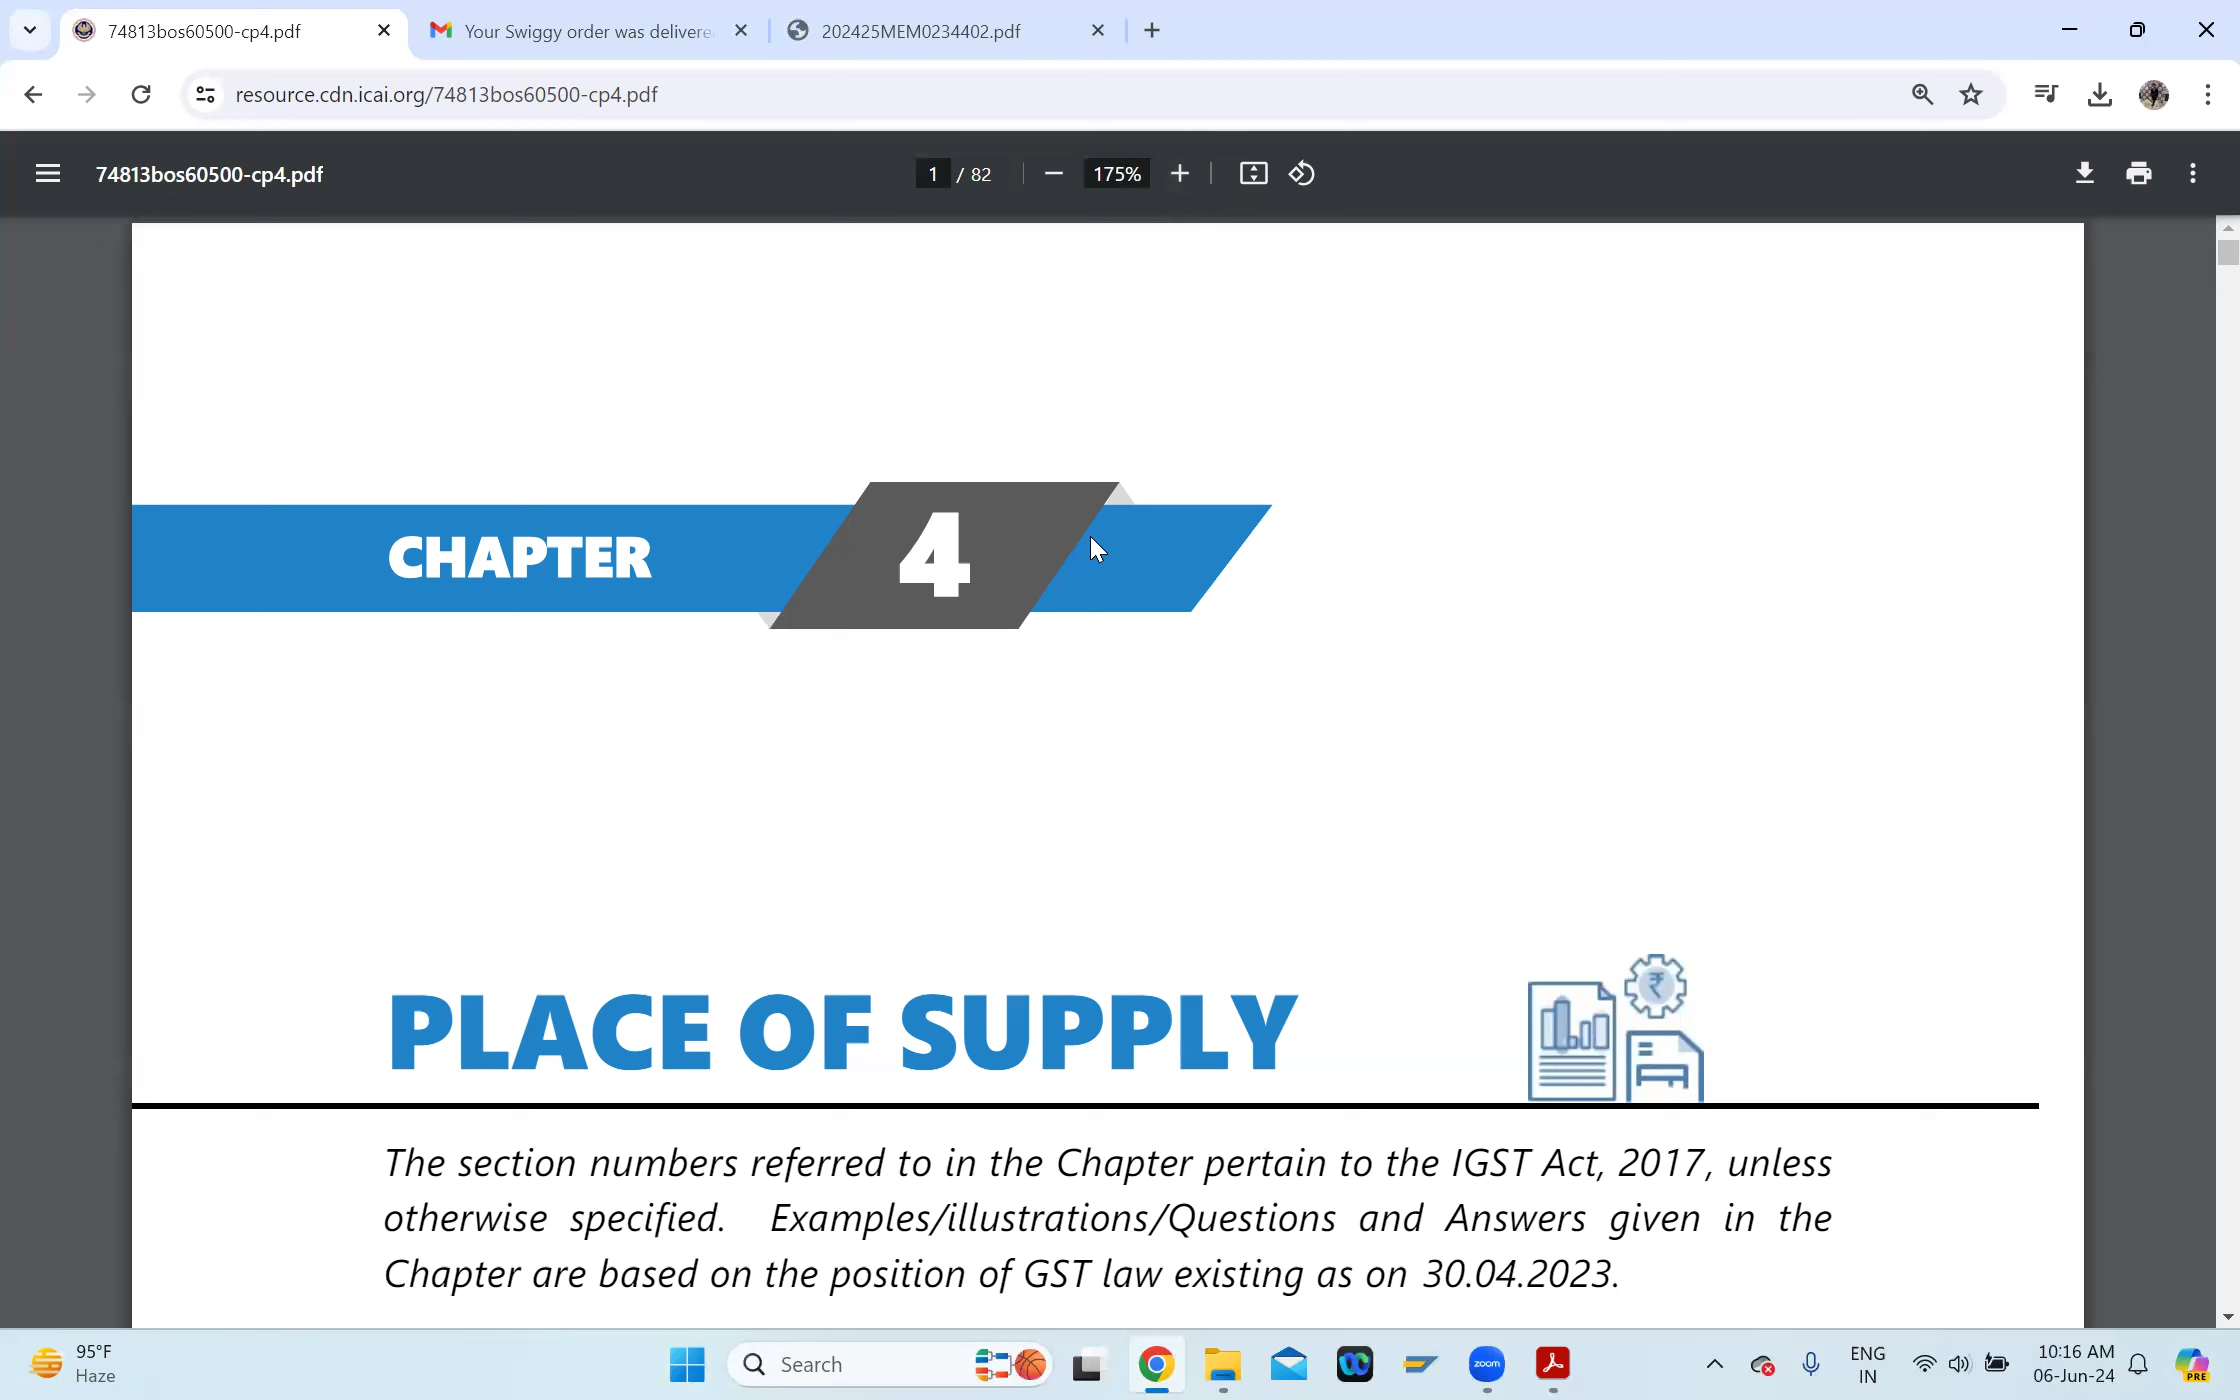 74813bos60500-cp4.pdf
Your Swiggy order was delivere
202425MEM0234402.pdf
resource.cdn.icai.org/74813bos60500-cp4.pdf
74813bos60500-cp4.pdf
1 / 82
175%
CHAPTER 4
PLACE OF SUPPLY
₹
The section numbers referred to in the Chapter pertain to the IGST Act, 2017, unless
otherwise specified. Examples/illustrations/Questions and Answers given in the
Chapter are based on the position of GST law existing as on 30.04.2023.
95°F
Haze
Search
zoom
ENG
IN
10:16 AM
06-Jun-24
PRE